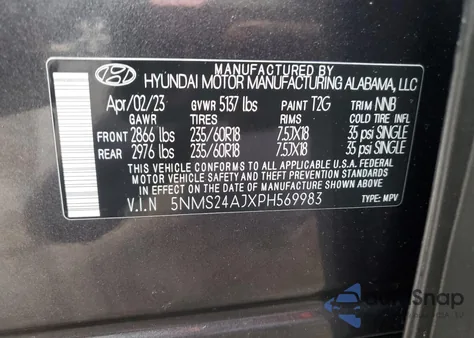 MANUFACTURED BY
HYUNDAI MOTOR MANUFACTURING ALABAMA, LLC
Apr/02/23 GVWR 5137 lbs PAINT T2G TRIM NNB
GAWR TIRES RIMS COLD TIRE INFL
FRONT 2866 lbs 235/60R18 7.5JX18 35 psi SINGLE
REAR 2976 lbs 235/60R18 7.5JX18 35 psi SINGLE
THIS VEHICLE CONFORMS TO ALL APPLICABLE U.S.A. FEDERAL
MOTOR VEHICLE SAFETY, BUMPER, AND THEFT PREVENTION
STANDARDS IN EFFECT ON THE DATE OF MANUFACTURE SHOWN ABOVE.
V.I.N 5NMS24AJXPH569983 TYPE: MPV